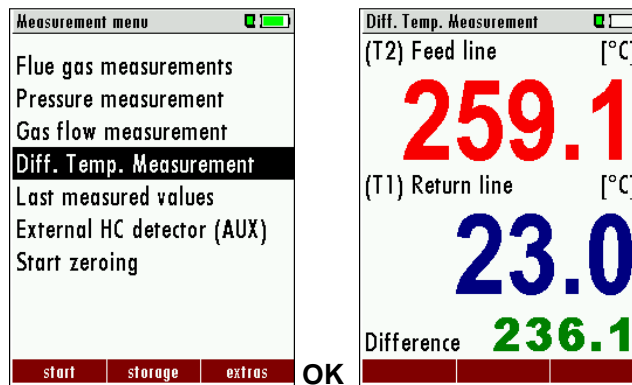 Measurement menu
Flue gas measurements
Pressure measurement
Gas flow measurement
Diff. Temp. Measurement
Last measured values
External HC detector (AUX)
Start zeroing
start storage extras
OK
Diff. Temp. Measurement
(T2) Feed line [°C]
259.1
(T1) Return line [°C]
23.0
Difference 236.1